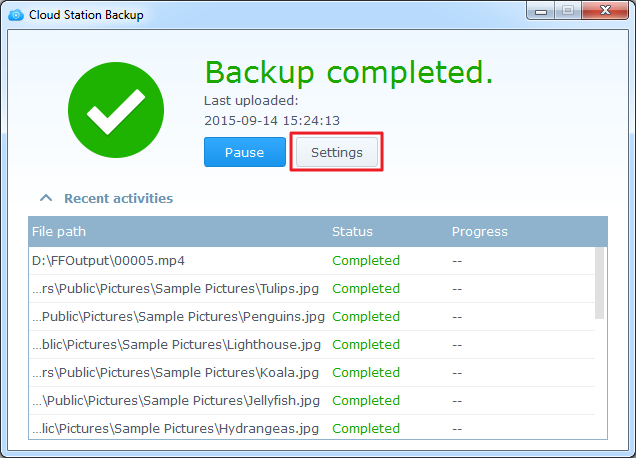 Cloud Station Backup
Backup completed.
Last uploaded:
2015-09-14 15:24:13
Pause Settings
Recent activities
File path Status Progress
D:\FFOutput\00005.mp4 Completed --
...rs\Public\Pictures\Sample Pictures\Tulips.jpg Completed --
...Public\Pictures\Sample Pictures\Penguins.jpg Completed --
...blic\Pictures\Sample Pictures\Lighthouse.jpg Completed --
...rs\Public\Pictures\Sample Pictures\Koala.jpg Completed --
...\Public\Pictures\Sample Pictures\Jellyfish.jpg Completed --
...lic\Pictures\Sample Pictures\Hydrangeas.jpg Completed --